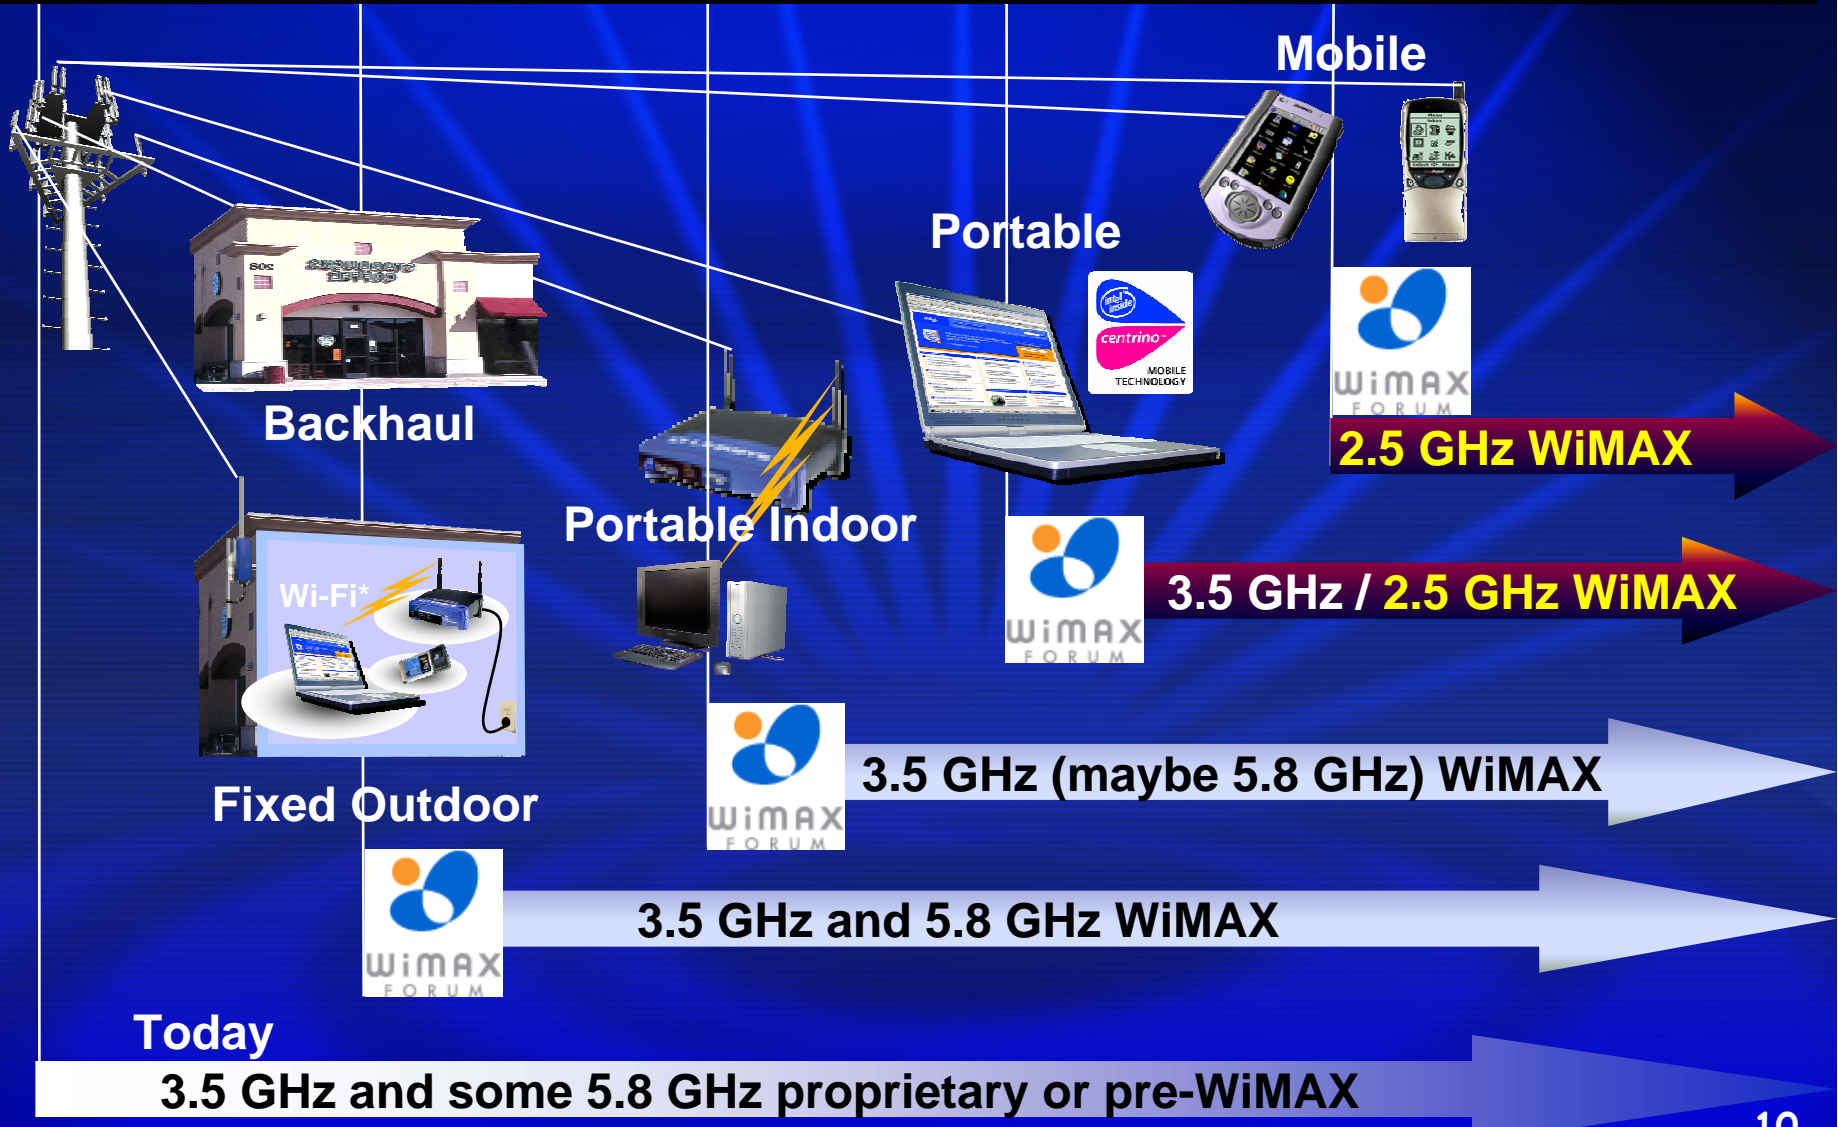 Mobile
Portable
intel
inside
centrino
MOBILE
TECHNOLOGY
WiMAX
FORUM
2.5 GHz WiMAX
Backhaul
Portable Indoor
WiMAX
FORUM
3.5 GHz / 2.5 GHz WiMAX
Wi-Fi*
WiMAX
FORUM
3.5 GHz (maybe 5.8 GHz) WiMAX
Fixed Outdoor
WiMAX
FORUM
3.5 GHz and 5.8 GHz WiMAX
Today
3.5 GHz and some 5.8 GHz proprietary or pre-WiMAX
10